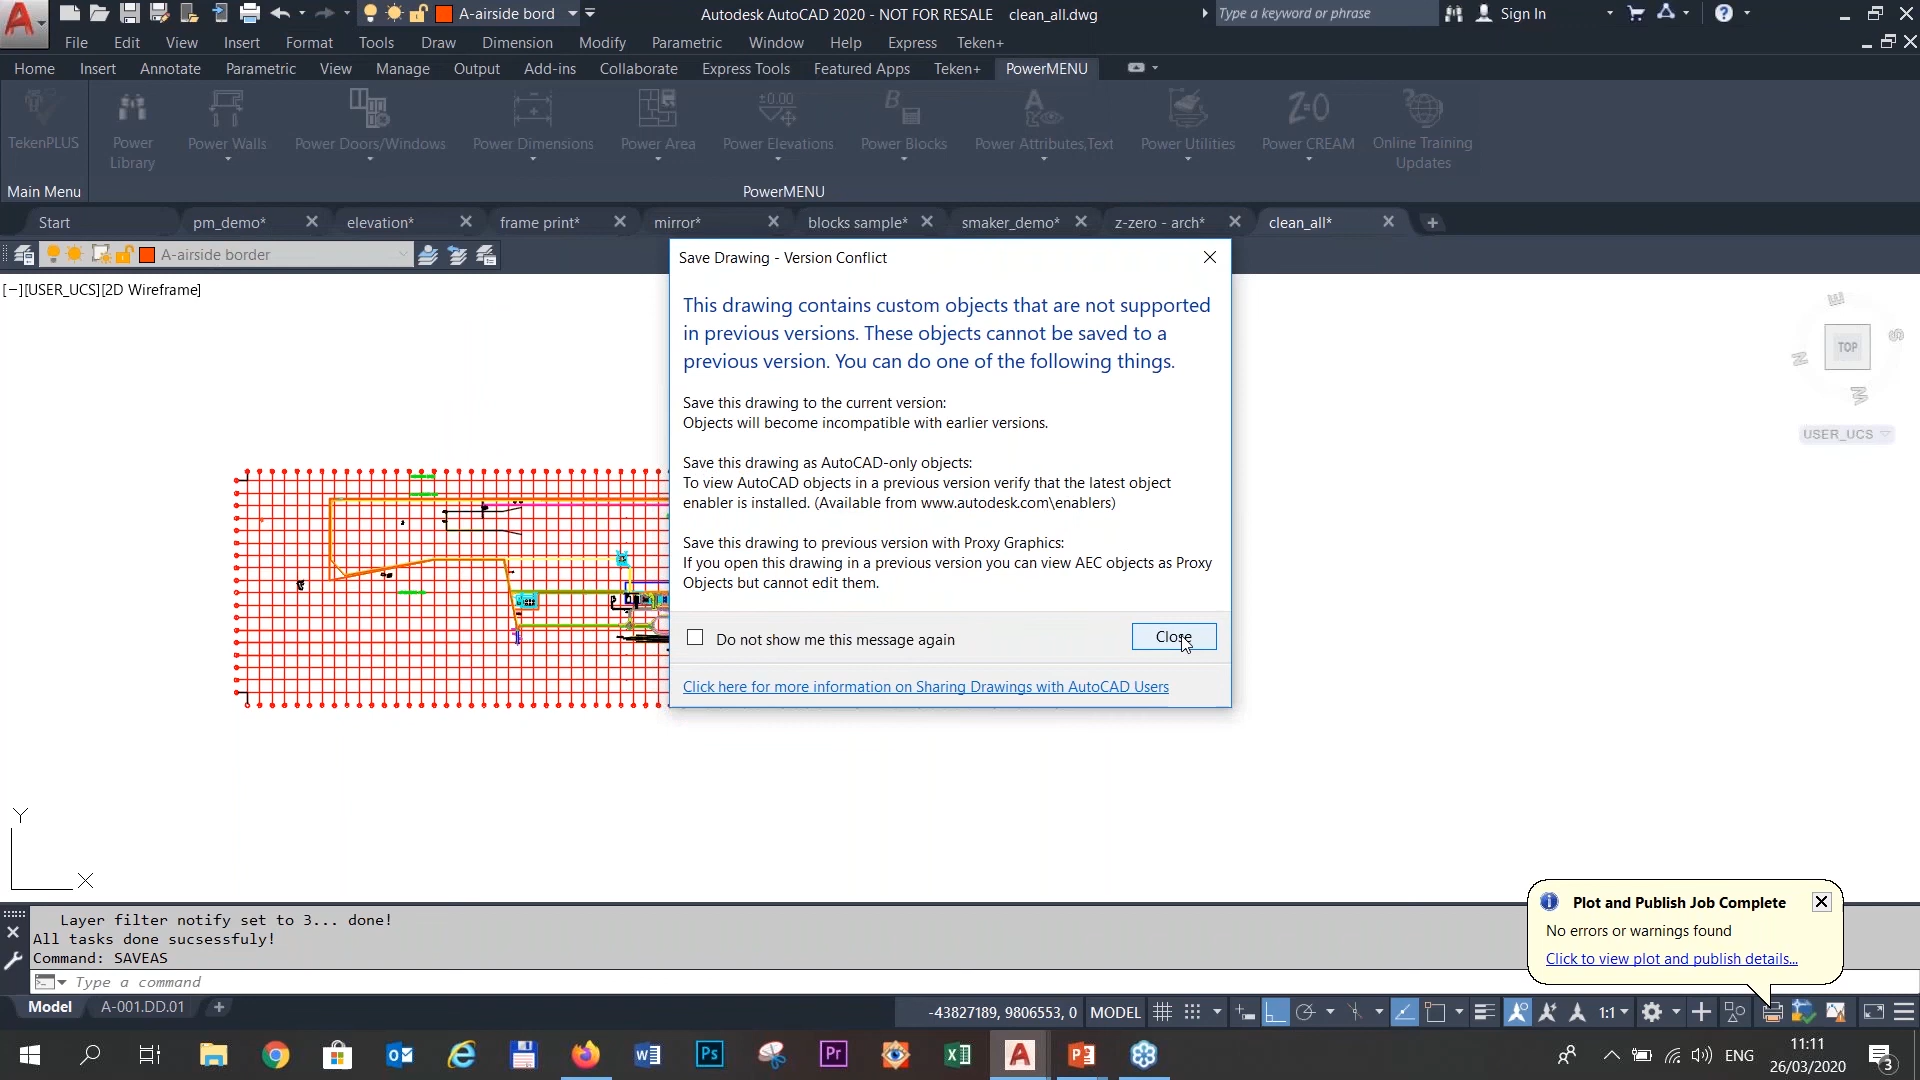 A-airside bord
Autodesk AutoCAD 2020 - NOT FOR RESALE clean_all.dwg
Type a keyword or phrase
Sign In
File Edit View Insert Format Tools Draw Dimension Modify Parametric Window Help Express Teken+
Home Insert Annotate Parametric View Manage Output Add-ins Collaborate Express Tools Featured Apps Teken+ PowerMENU
TekenPLUS
Power Library
Power Walls
Power Doors/Windows
Power Dimensions
Power Area
±0.00
Power Elevations
Power Blocks
Power Attributes,Text
Power Utilities
Z=0
Power CREAM
Online Training Updates
Main Menu
PowerMENU
Start pm_demo* elevation* frame print* mirror* blocks sample* smaker_demo* z-zero - arch* clean_all*
A-airside border
[−][USER_UCS][2D Wireframe]
Save Drawing - Version Conflict
This drawing contains custom objects that are not supported
in previous versions. These objects cannot be saved to a
previous version. You can do one of the following things.
Save this drawing to the current version:
Objects will become incompatible with earlier versions.
Save this drawing as AutoCAD-only objects:
To view AutoCAD objects in a previous version verify that the latest object
enabler is installed. (Available from www.autodesk.com\enablers)
Save this drawing to previous version with Proxy Graphics:
If you open this drawing in a previous version you can view AEC objects as Proxy
Objects but cannot edit them.
Do not show me this message again
Close
Click here for more information on Sharing Drawings with AutoCAD Users
E
S
TOP
N
W
USER_UCS
Y
X
Layer filter notify set to 3... done!
All tasks done sucsessfuly!
Command: SAVEAS
Type a command
Plot and Publish Job Complete
No errors or warnings found
Click to view plot and publish details...
Model A-001.DD.01
-43827189, 9806553, 0 MODEL
1:1
ENG
11:11
26/03/2020
3